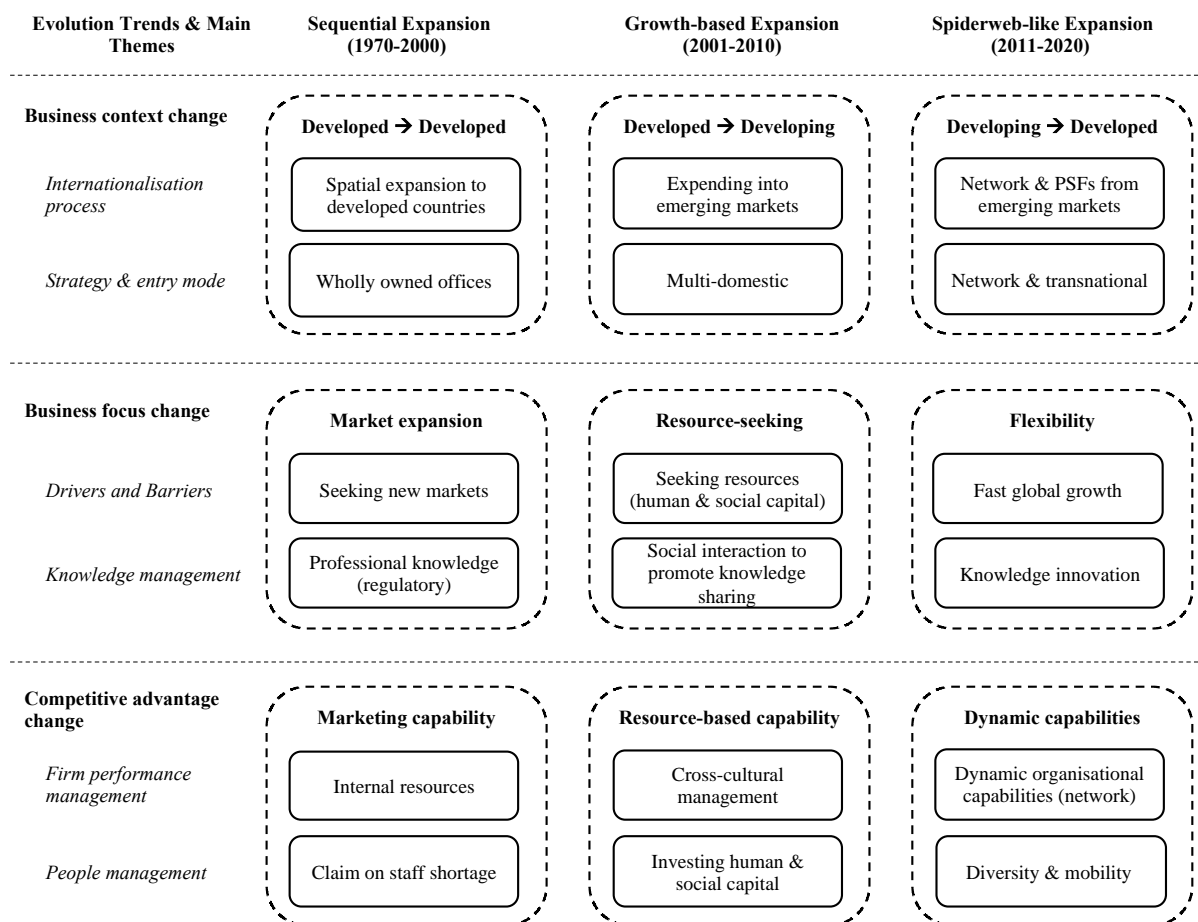 Evolution Trends & Main
Themes
Sequential Expansion
(1970-2000)
Growth-based Expansion
(2001-2010)
Spiderweb-like Expansion
(2011-2020)
Business context change
Developed → Developed
Developed → Developing
Developing → Developed
Internationalisation
process
Spatial expansion to
developed countries
Expending into
emerging markets
Network & PSFs from
emerging markets
Strategy & entry mode
Wholly owned offices
Multi-domestic
Network & transnational
Business focus change
Market expansion
Resource-seeking
Flexibility
Drivers and Barriers
Seeking new markets
Seeking resources
(human & social capital)
Fast global growth
Knowledge management
Professional knowledge
(regulatory)
Social interaction to
promote knowledge
sharing
Knowledge innovation
Competitive advantage
change
Marketing capability
Resource-based capability
Dynamic capabilities
Firm performance
management
Internal resources
Cross-cultural
management
Dynamic organisational
capabilities (network)
People management
Claim on staff shortage
Investing human &
social capital
Diversity & mobility